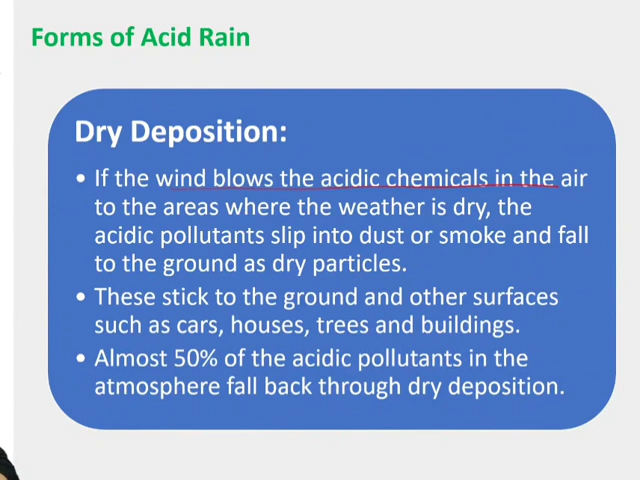 Forms of Acid Rain
Dry Deposition:
• If the wind blows the acidic chemicals in the air
to the areas where the weather is dry, the
acidic pollutants slip into dust or smoke and fall
to the ground as dry particles.
• These stick to the ground and other surfaces
such as cars, houses, trees and buildings.
• Almost 50% of the acidic pollutants in the
atmosphere fall back through dry deposition.